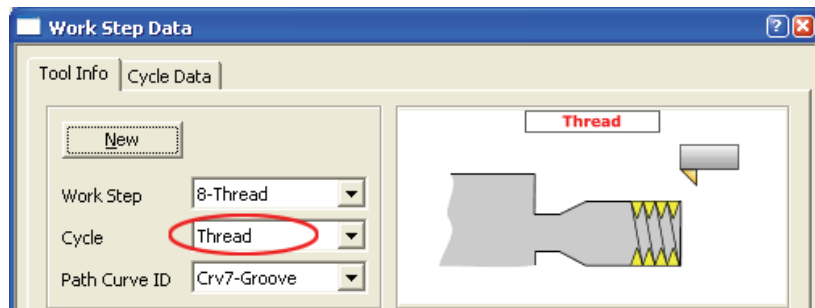 Work Step Data
Tool Info Cycle Data
New
Thread
Work Step 8-Thread
Cycle Thread
Path Curve ID Crv7-Groove